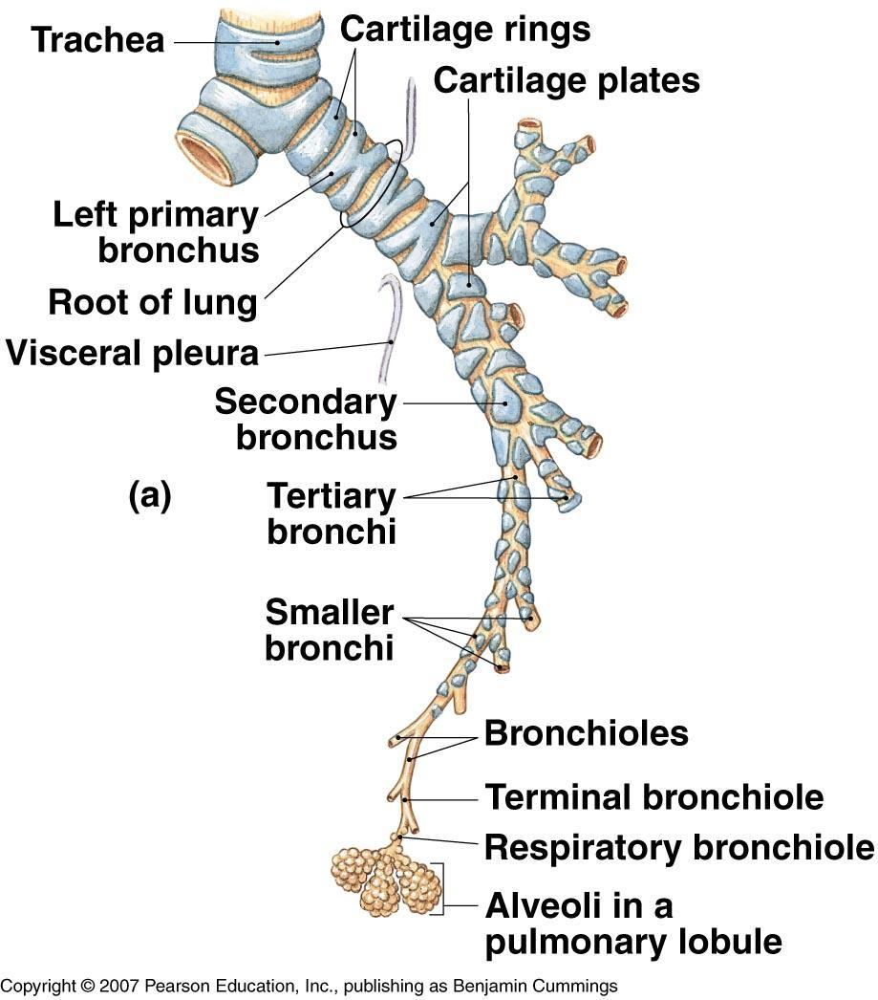 Trachea
Cartilage rings
Cartilage plates
Left primary
bronchus
Root of lung
Visceral pleura
Secondary
bronchus
(a)
Tertiary
bronchi
Smaller
bronchi
Bronchioles
Terminal bronchiole
Respiratory bronchiole
Alveoli in a
pulmonary lobule
Copyright © 2007 Pearson Education, Inc., publishing as Benjamin Cummings